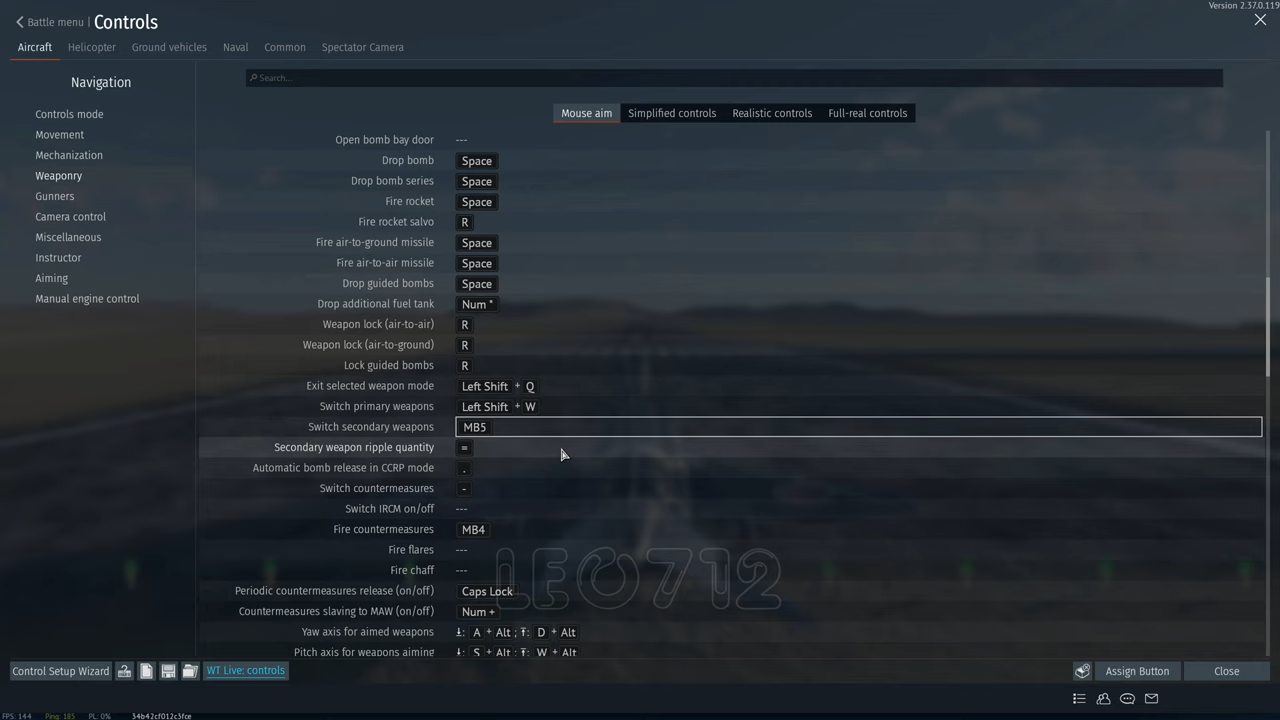 Version 2.37.0.119
Battle menu | Controls
Aircraft Helicopter Ground vehicles Naval Common Spectator Camera
Navigation
Controls mode
Movement
Mechanization
Weaponry
Gunners
Camera control
Miscellaneous
Instructor
Aiming
Manual engine control
Search...
Mouse aim Simplified controls Realistic controls Full-real controls
Open bomb bay door ---
Drop bomb Space
Drop bomb series Space
Fire rocket Space
Fire rocket salvo R
Fire air-to-ground missile Space
Fire air-to-air missile Space
Drop guided bombs Space
Drop additional fuel tank Num *
Weapon lock (air-to-air) R
Weapon lock (air-to-ground) R
Lock guided bombs R
Exit selected weapon mode Left Shift + Q
Switch primary weapons Left Shift + W
Switch secondary weapons MB5
Secondary weapon ripple quantity =
Automatic bomb release in CCRP mode .
Switch countermeasures -
Switch IRCM on/off ---
Fire countermeasures MB4
Fire flares ---
Fire chaff ---
Periodic countermeasures release (on/off) Caps Lock
Countermeasures slaving to MAW (on/off) Num +
Yaw axis for aimed weapons ↓: A + Alt ; ↑: D + Alt
Pitch axis for weapons aiming ↓: S + Alt ; ↑: W + Alt
LEO712
Control Setup Wizard WT Live: controls Assign Button Close
FPS: 144 Ping: 185 PL: 0% 34b42cf012c3fce